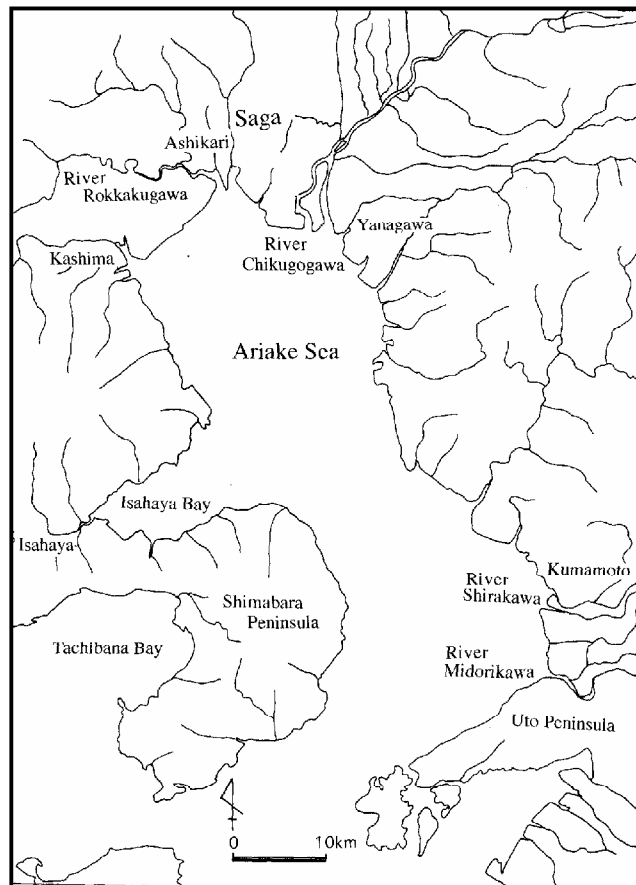 Saga
Ashikari
River
Rokkakugawa
Yanagawa
River
Chikugogawa
Kashima
Ariake Sea
Isahaya Bay
Isahaya
Kumamoto
River
Shirakawa
Shimabara
Peninsula
Tachibana Bay
River
Midorikawa
Uto Peninsula
0 10km